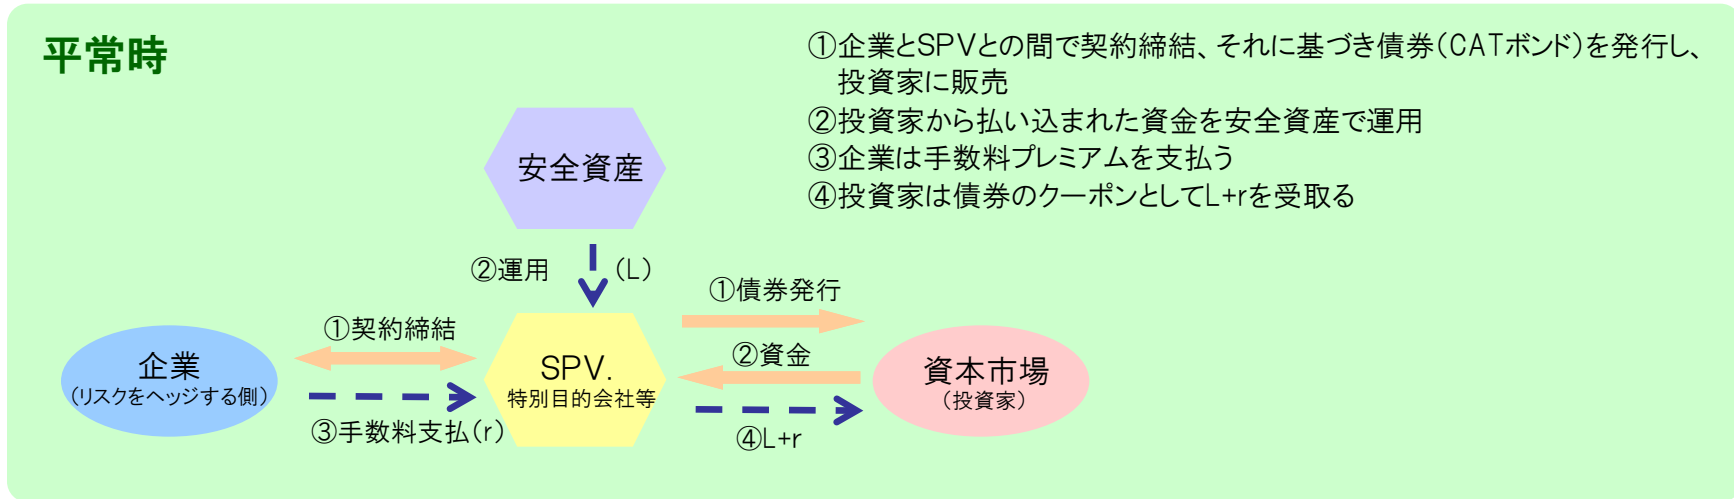 平常時
①企業とSPVとの間で契約締結、それに基づき債券(CATボンド)を発行し、
投資家に販売
②投資家から払い込まれた資金を安全資産で運用
③企業は手数料プレミアムを支払う
④投資家は債券のクーポンとしてL+rを受取る
安全資産
②運用
(L)
①債券発行
①契約締結
②資金
企業
(リスクをヘッジする側)
SPV.
特別目的会社等
資本市場
(投資家)
③手数料支払(r)
④L+r